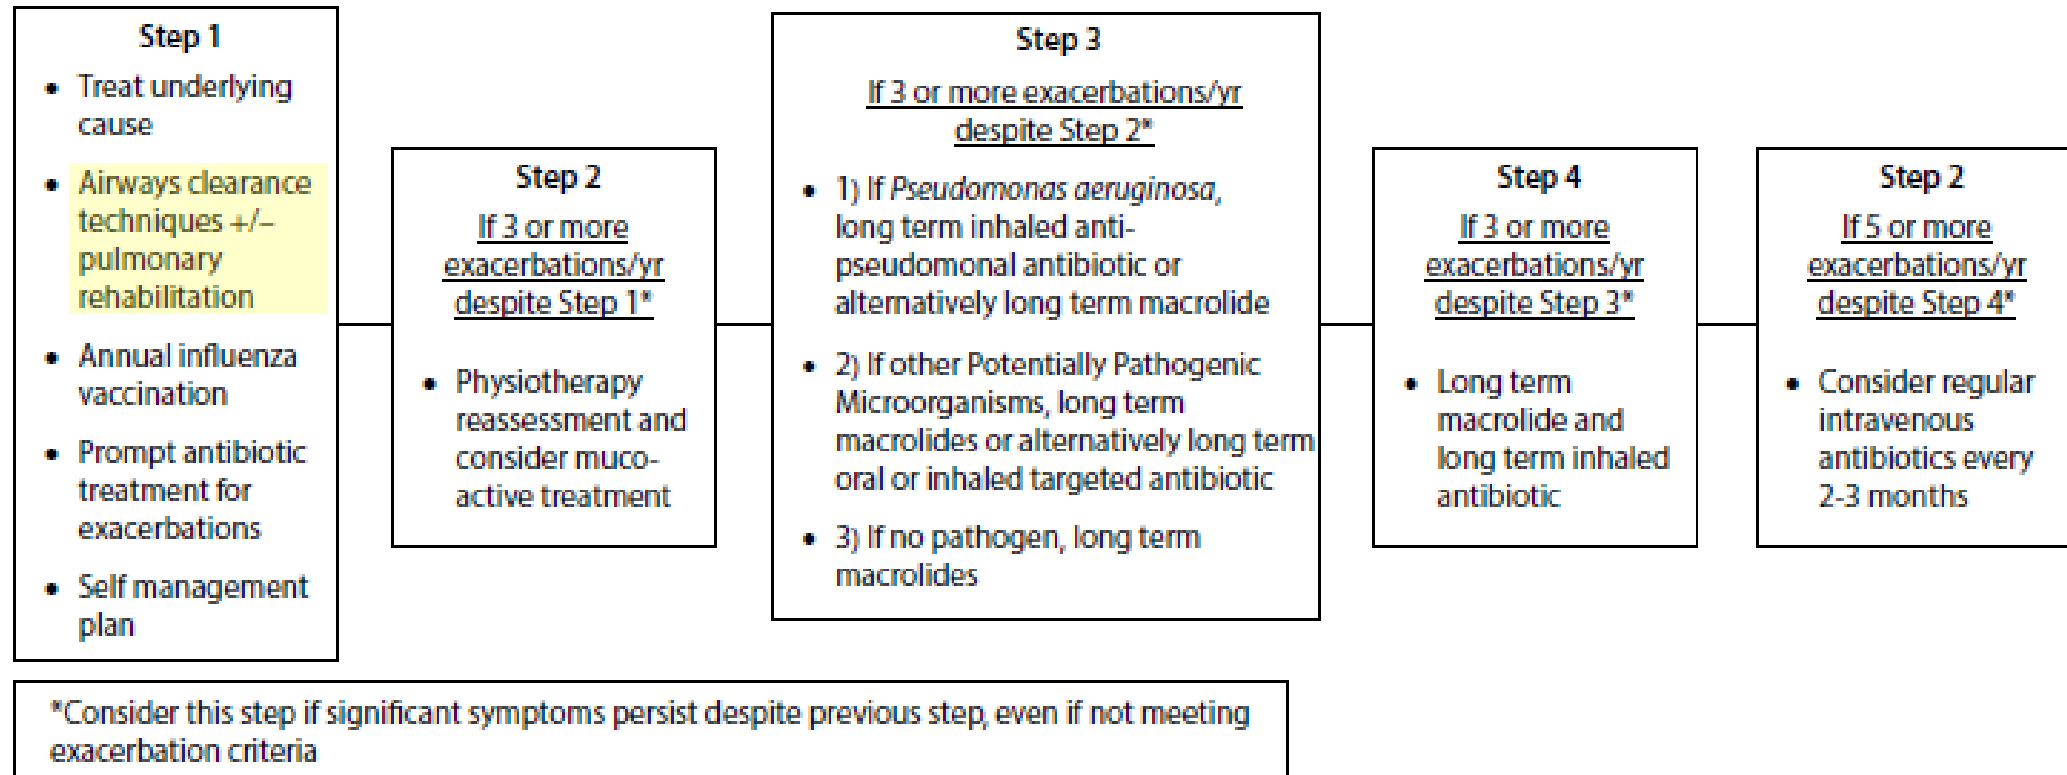 Step 1
• Treat underlying
cause
• Airways clearance
techniques +/–
pulmonary
rehabilitation
• Annual influenza
vaccination
• Prompt antibiotic
treatment for
exacerbations
• Self management
plan
Step 2
If 3 or more
exacerbations/yr
despite Step 1*
• Physiotherapy
reassessment and
consider muco-
active treatment
Step 3
If 3 or more exacerbations/yr
despite Step 2*
• 1) If Pseudomonas aeruginosa,
long term inhaled anti-
pseudomonal antibiotic or
alternatively long term macrolide
• 2) If other Potentially Pathogenic
Microorganisms, long term
macrolides or alternatively long term
oral or inhaled targeted antibiotic
• 3) If no pathogen, long term
macrolides
Step 4
If 3 or more
exacerbations/yr
despite Step 3*
• Long term
macrolide and
long term inhaled
antibiotic
Step 2
If 5 or more
exacerbations/yr
despite Step 4*
• Consider regular
intravenous
antibiotics every
2-3 months
*Consider this step if significant symptoms persist despite previous step, even if not meeting
exacerbation criteria